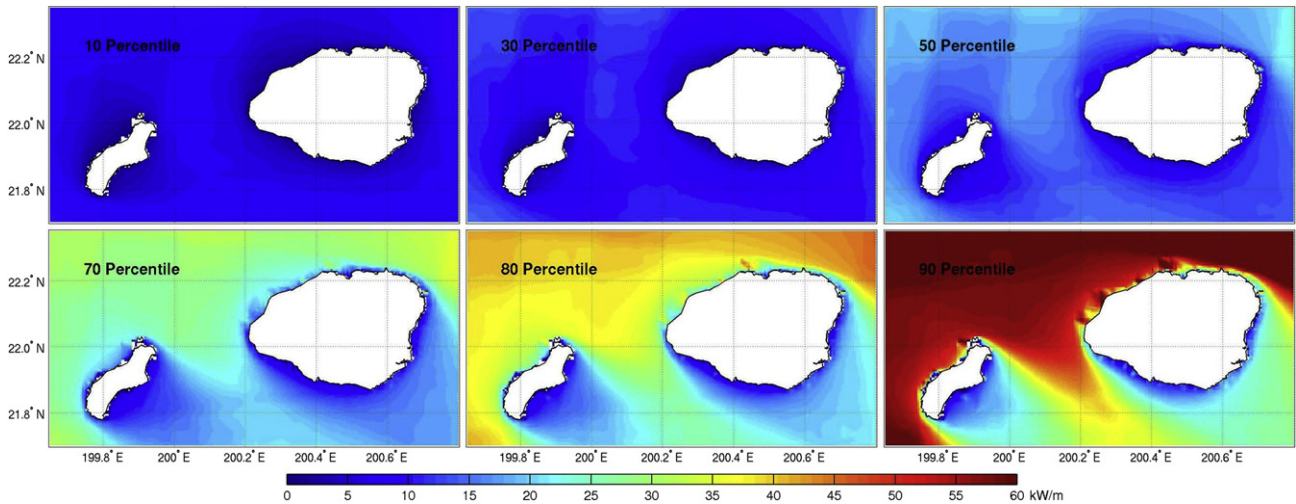 10 Percentile
30 Percentile
50 Percentile
22.2° N
22.0° N
21.8° N
70 Percentile
80 Percentile
90 Percentile
22.2° N
22.0° N
21.8° N
199.8° E 200° E 200.2° E 200.4° E 200.6° E
199.8° E 200° E 200.2° E 200.4° E 200.6° E
199.8° E 200° E 200.2° E 200.4° E 200.6° E
0 5 10 15 20 25 30 35 40 45 50 55 60 kW/m